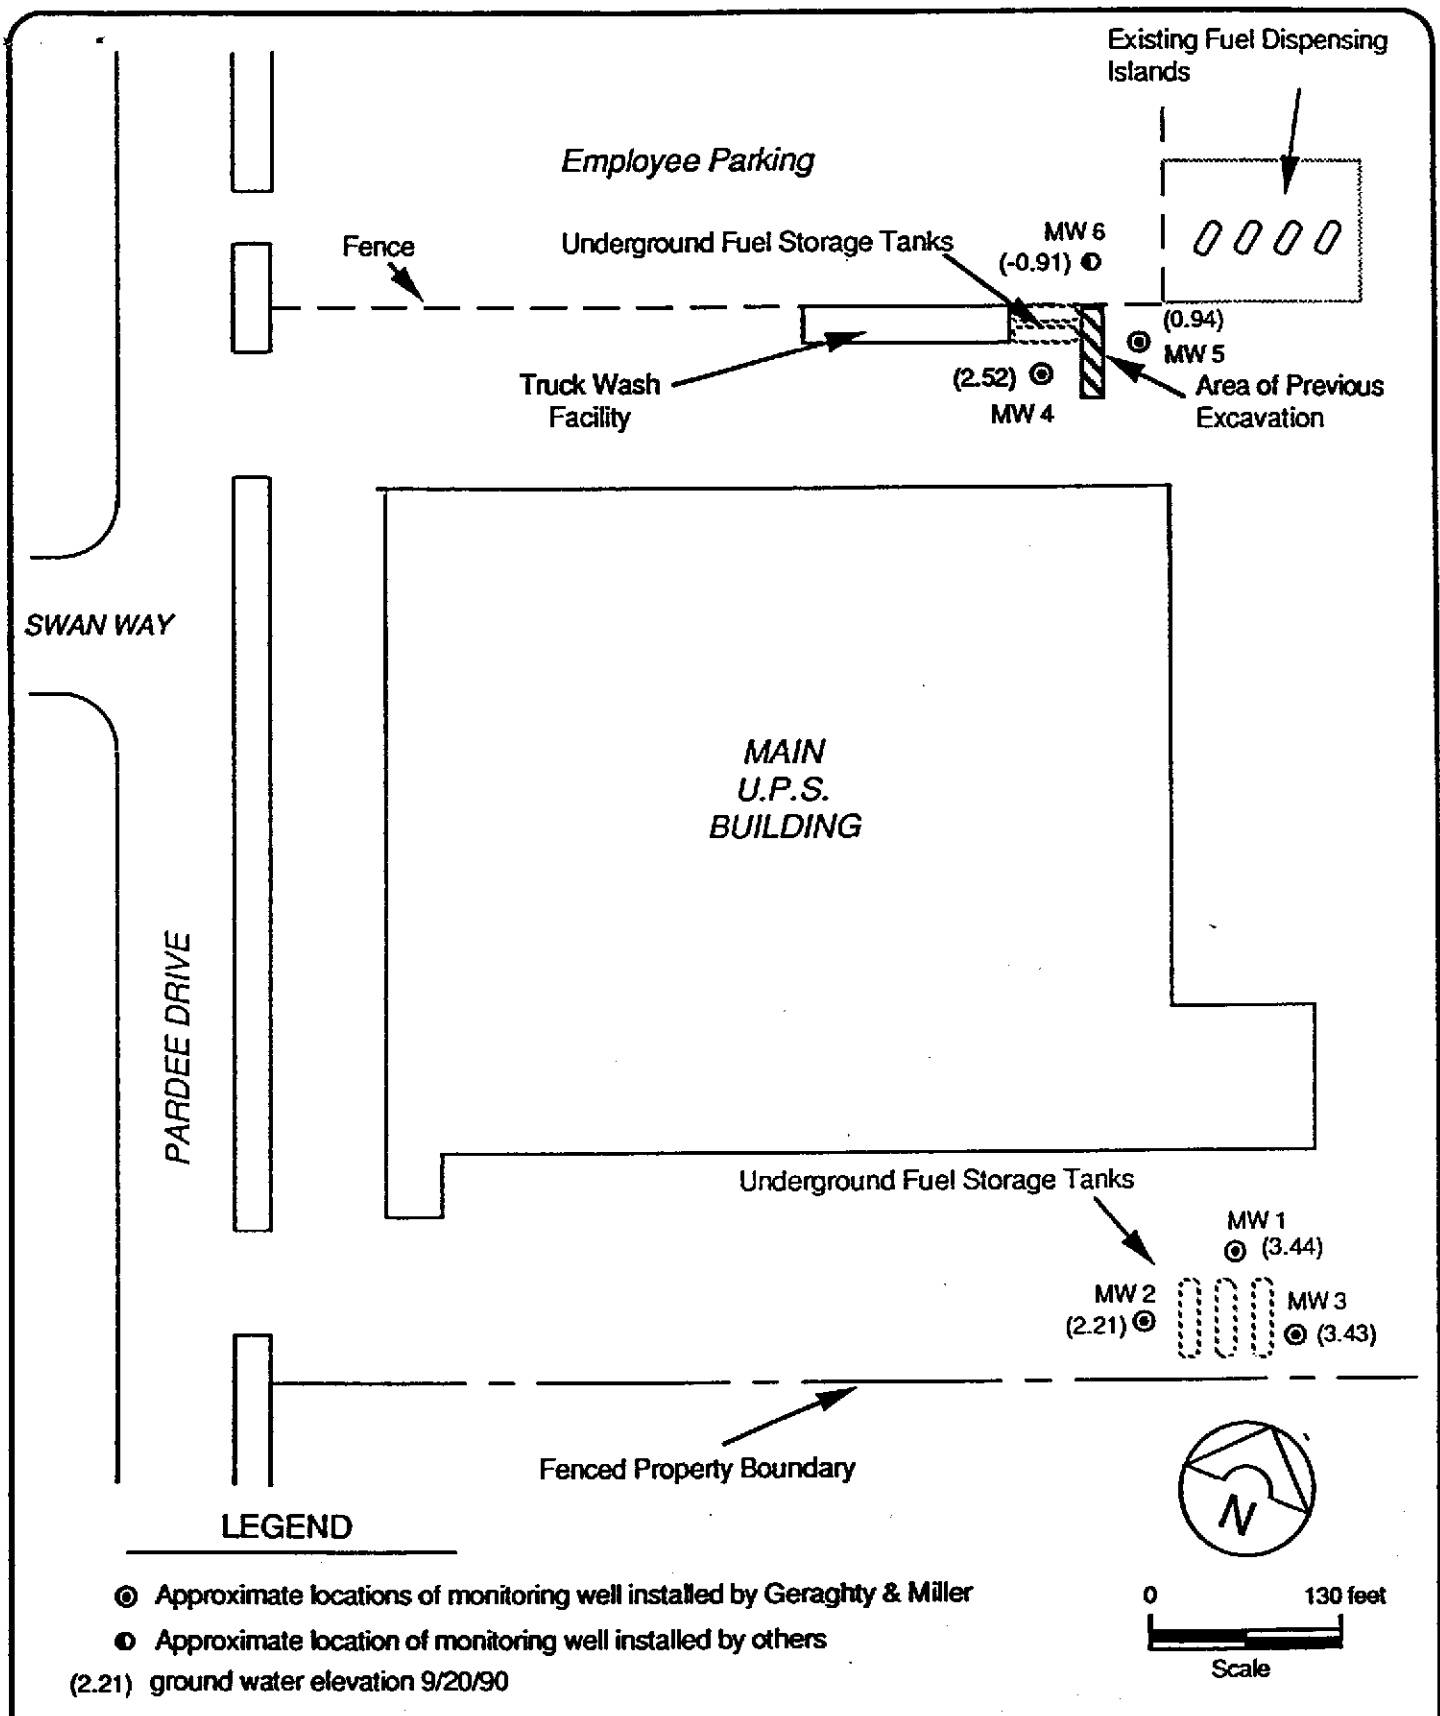 Existing Fuel Dispensing
Islands
Employee Parking
Fence
Underground Fuel Storage Tanks
MW 6
(-0.91)
(0.94)
MW 5
Truck Wash
Facility
(2.52)
MW 4
Area of Previous
Excavation
SWAN WAY
MAIN
U.P.S.
BUILDING
PARDEE DRIVE
Underground Fuel Storage Tanks
MW 1
(3.44)
MW 2
(2.21)
MW 3
(3.43)
Fenced Property Boundary
N
LEGEND
Approximate locations of monitoring well installed by Geraghty & Miller
Approximate location of monitoring well installed by others
(2.21) ground water elevation 9/20/90
0 130 feet
Scale